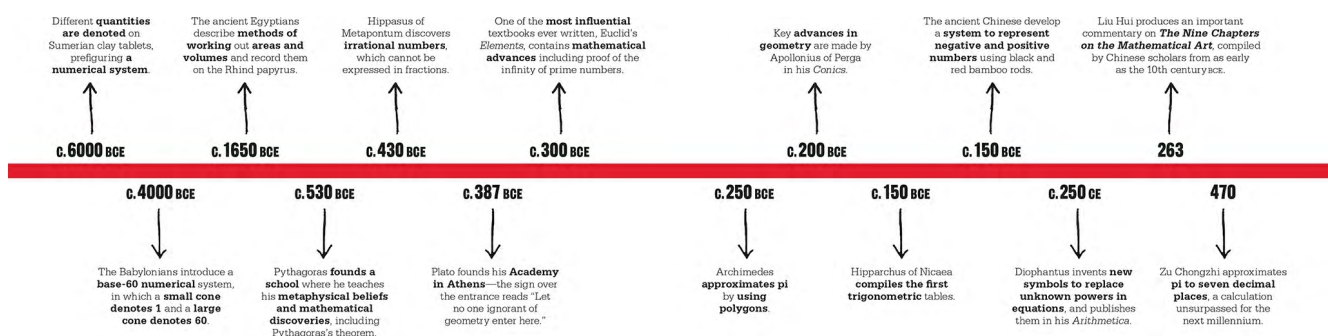 Different quantities
are denoted on
Sumerian clay tablets,
prefiguring a
numerical system.
The ancient Egyptians
describe methods of
working out areas and
volumes and record them
on the Rhind papyrus.
Hippasus of
Metapontum discovers
irrational numbers,
which cannot be
expressed in fractions.
One of the most influential
textbooks ever written, Euclid's
Elements, contains mathematical
advances including proof of the
infinity of prime numbers.
Key advances in
geometry are made by
Apollonius of Perga
in his Conics.
The ancient Chinese develop
a system to represent
negative and positive
numbers using black and
red bamboo rods.
Liu Hui produces an important
commentary on The Nine Chapters
on the Mathematical Art, compiled
by Chinese scholars from as early
as the 10th century BCE.
c.6000 BCE
c.1650 BCE
c.430 BCE
c.300 BCE
c.200 BCE
c.150 BCE
263
c.4000 BCE
c.530 BCE
c.387 BCE
c.250 BCE
c.150 BCE
c.250 CE
470
The Babylonians introduce a
base-60 numerical system,
in which a small cone
denotes 1 and a large
cone denotes 60.
Pythagoras founds a
school where he teaches
his metaphysical beliefs
and mathematical
discoveries, including
Pythagoras's theorem.
Plato founds his Academy
in Athens—the sign over
the entrance reads "Let
no one ignorant of
geometry enter here."
Archimedes
approximates pi
by using
polygons.
Hipparchus of Nicaea
compiles the first
trigonometric tables.
Diophantus invents new
symbols to replace
unknown powers in
equations, and publishes
them in his Arithmetica.
Zu Chongzhi approximates
pi to seven decimal
places, a calculation
unsurpassed for the
next millennium.